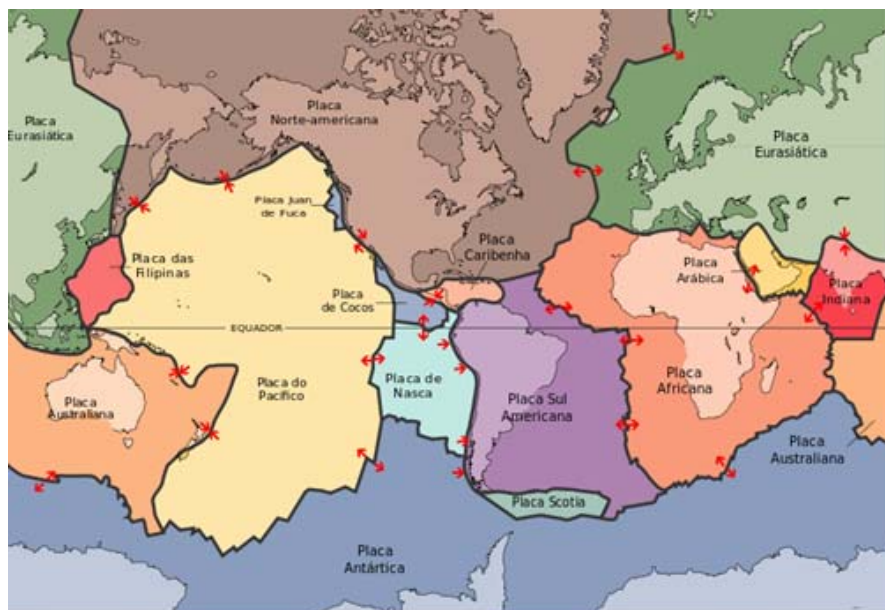 Placa
Norte-americana
Placa
Eurasiática
Placa
Eurasiática
Placa Juan
de Fuca
Placa
Caribenha
Placa das
Filipinas
Placa
Arábica
Placa
Indiana
Placa
de Cocos
EQUADOR
Placa do
Pacífico
Placa de
Nasca
Placa Sul
Americana
Placa
Africana
Placa
Australiana
Placa
Australiana
Placa Scotia
Placa
Antártica